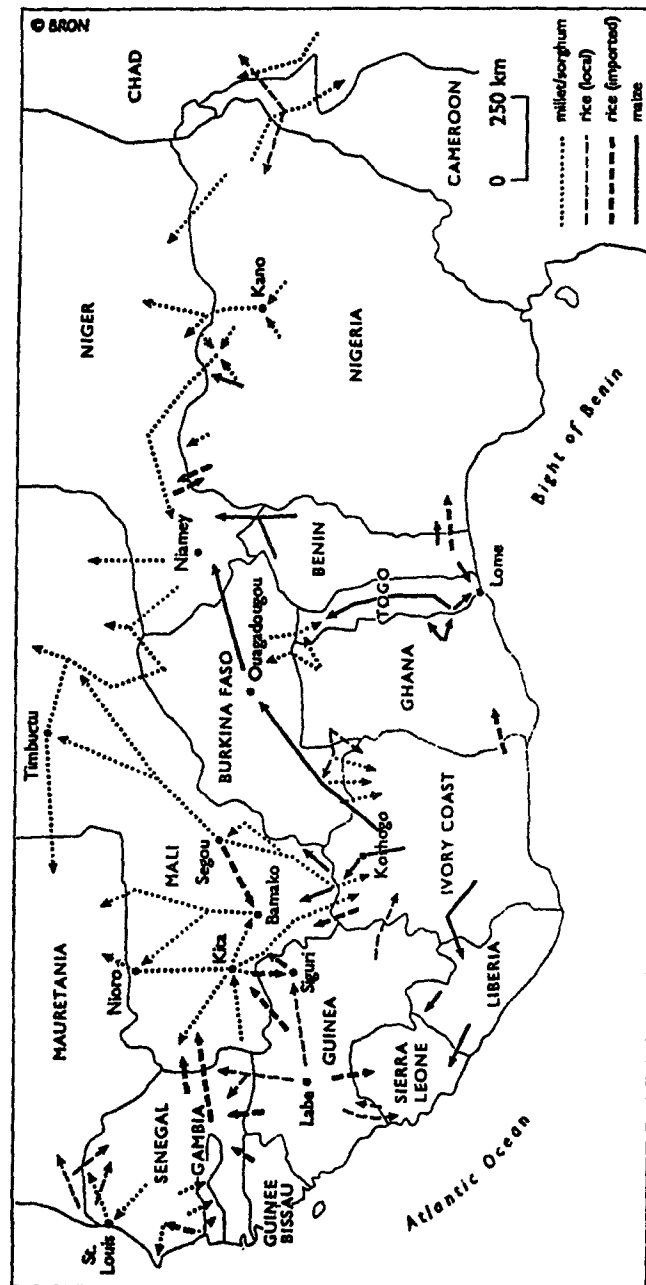 © BRON
MAURETANIA
Timbuctu
NIGER
CHAD
St. Louis
Nioro
MALI
Segou
SENEGAL
GAMBIA
Kita
Bamako
Niamey
Kano
BURKINA FASO
Ouagadougou
GUINEE BISSAU
Labe
Siguri
GUINEA
SIERRA LEONE
LIBERIA
Korhogo
IVORY COAST
GHANA
TOGO
BENIN
Lome
NIGERIA
CAMEROON
Atlantic Ocean
Bight of Benin
0 250 km
millet/sorghum
rice (local)
rice (imported)
maize